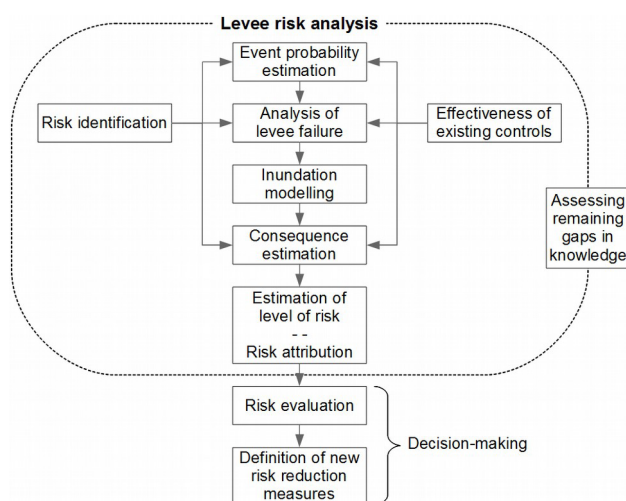 Levee risk analysis
Event probability
estimation
Risk identification
Analysis of
levee failure
Effectiveness of
existing controls
Inundation
modelling
Assessing
remaining
gaps in
knowledge
Consequence
estimation
Estimation of
level of risk
- -
Risk attribution
Risk evaluation
Decision-making
Definition of new
risk reduction
measures